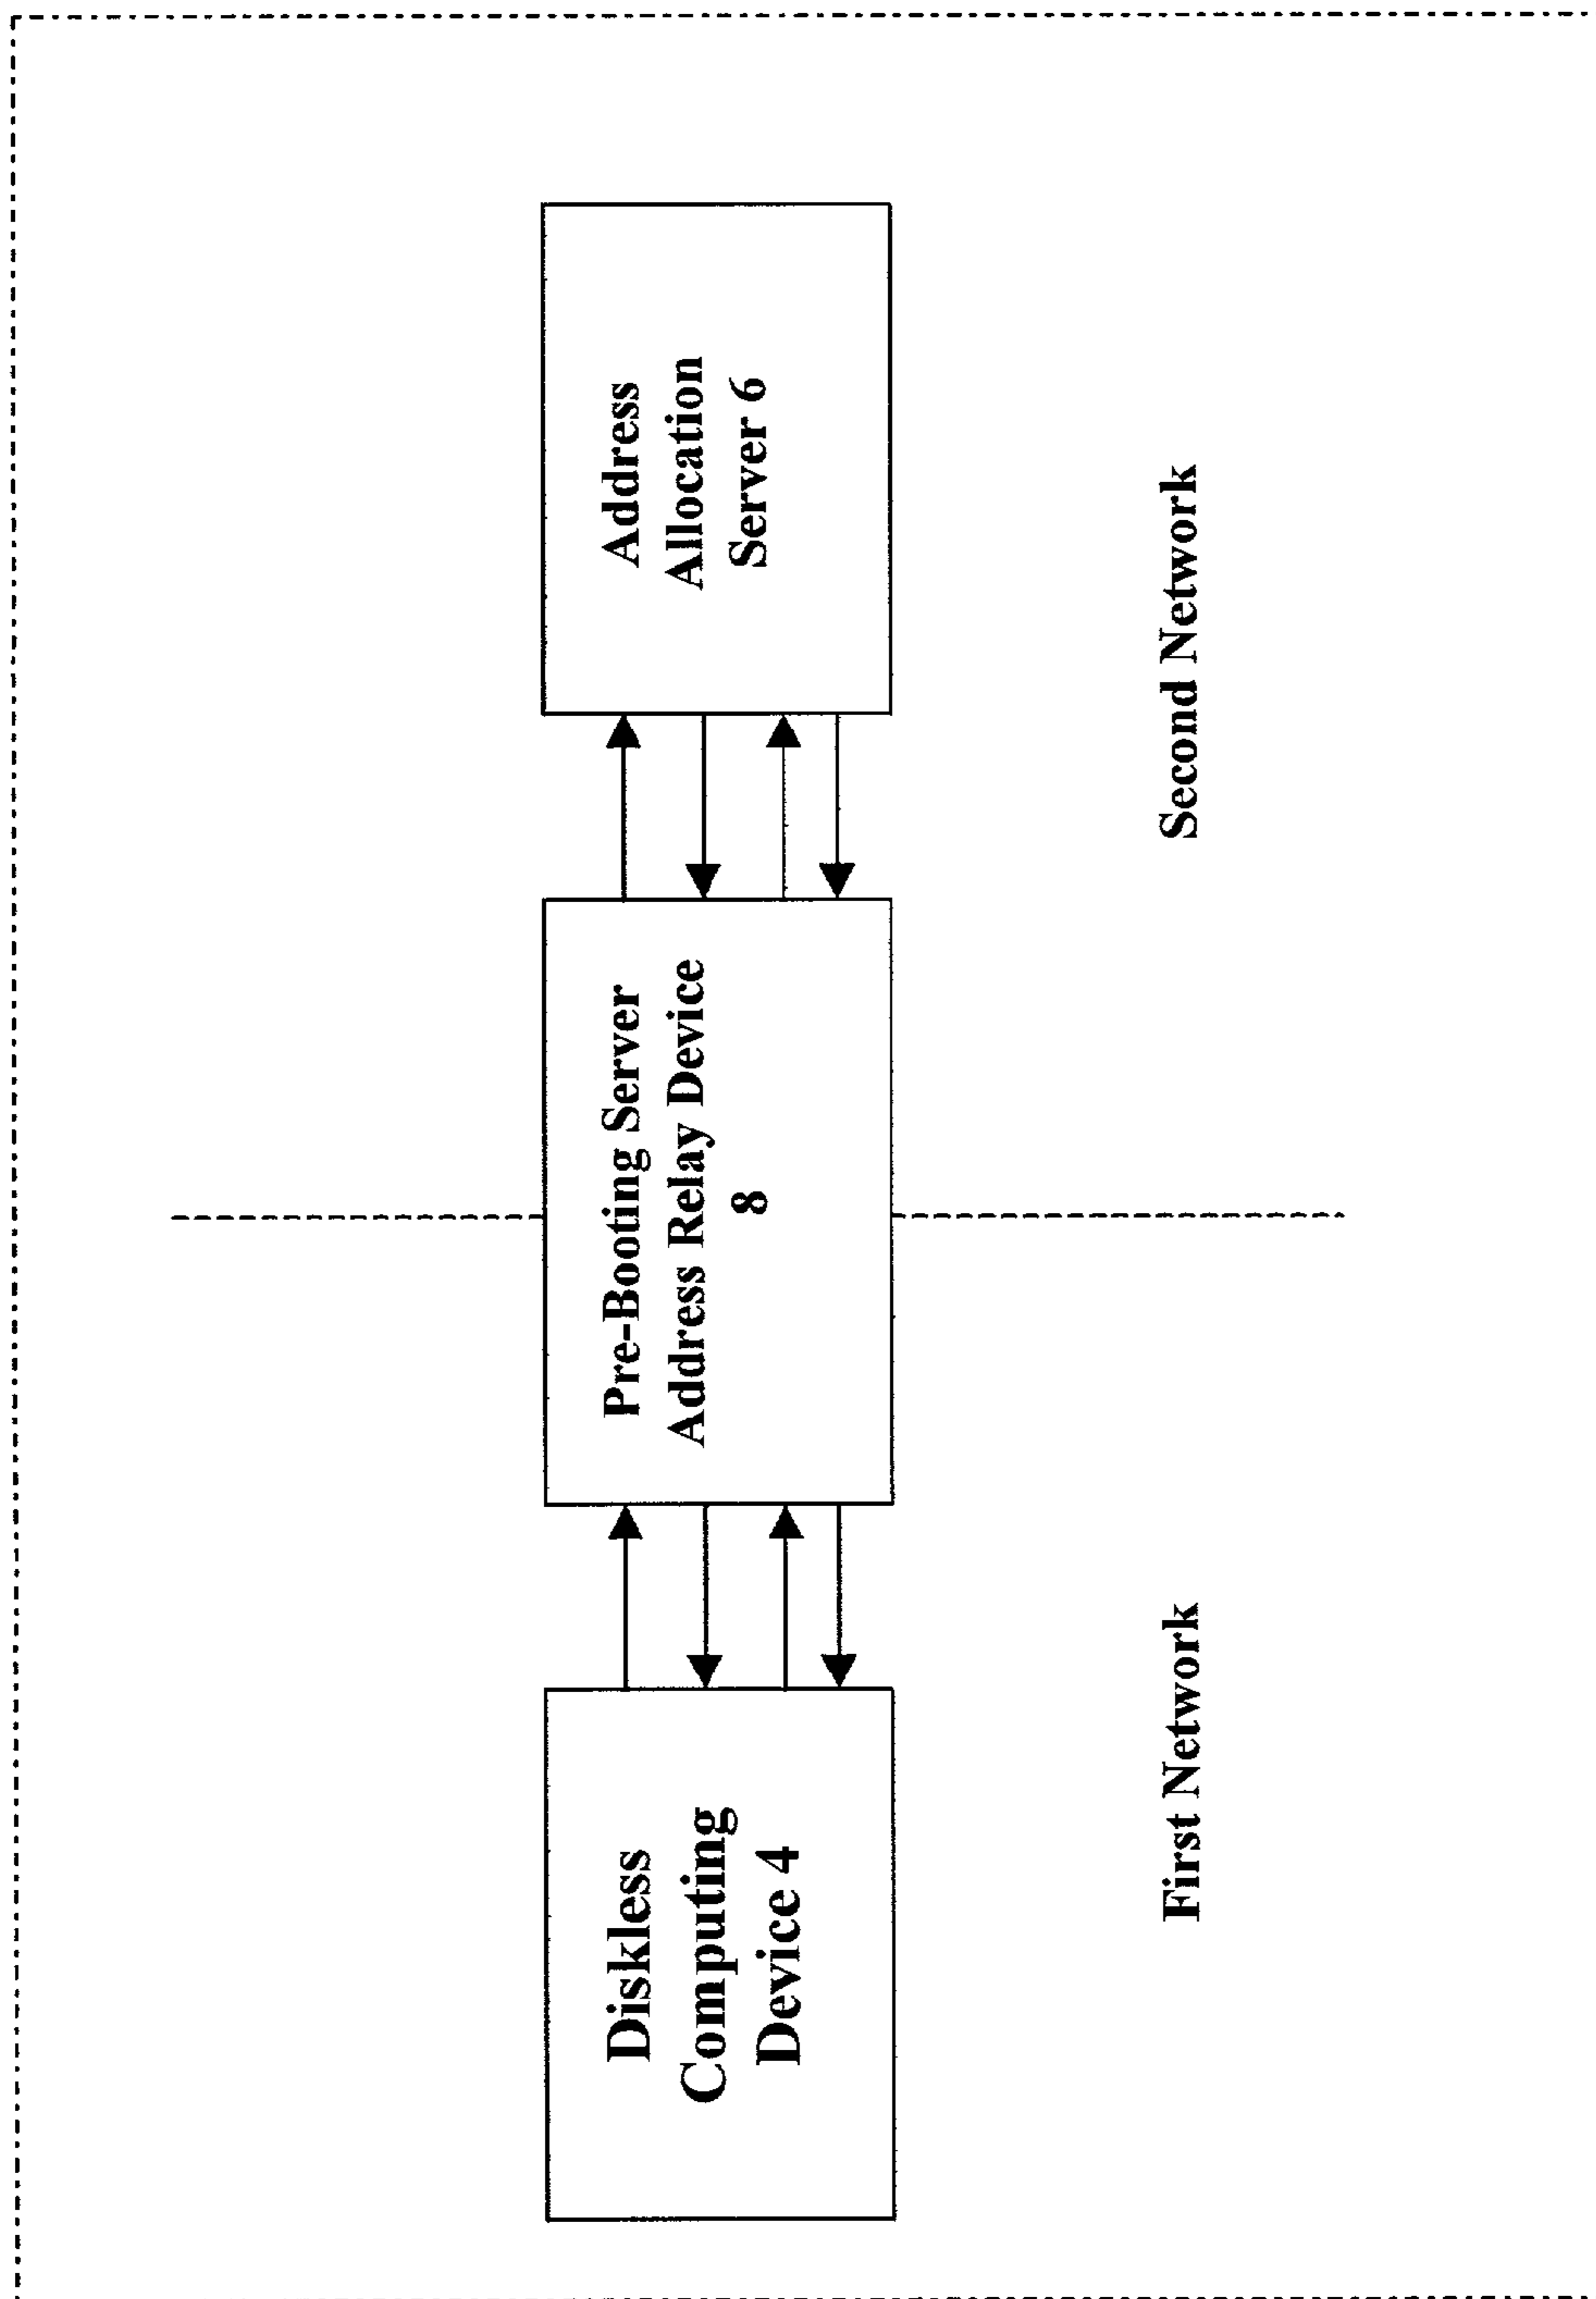 Diskless
Computing
Device 4
Pre-Booting Server
Address Relay Device
8
Address
Allocation
Server 6
First Network
Second Network